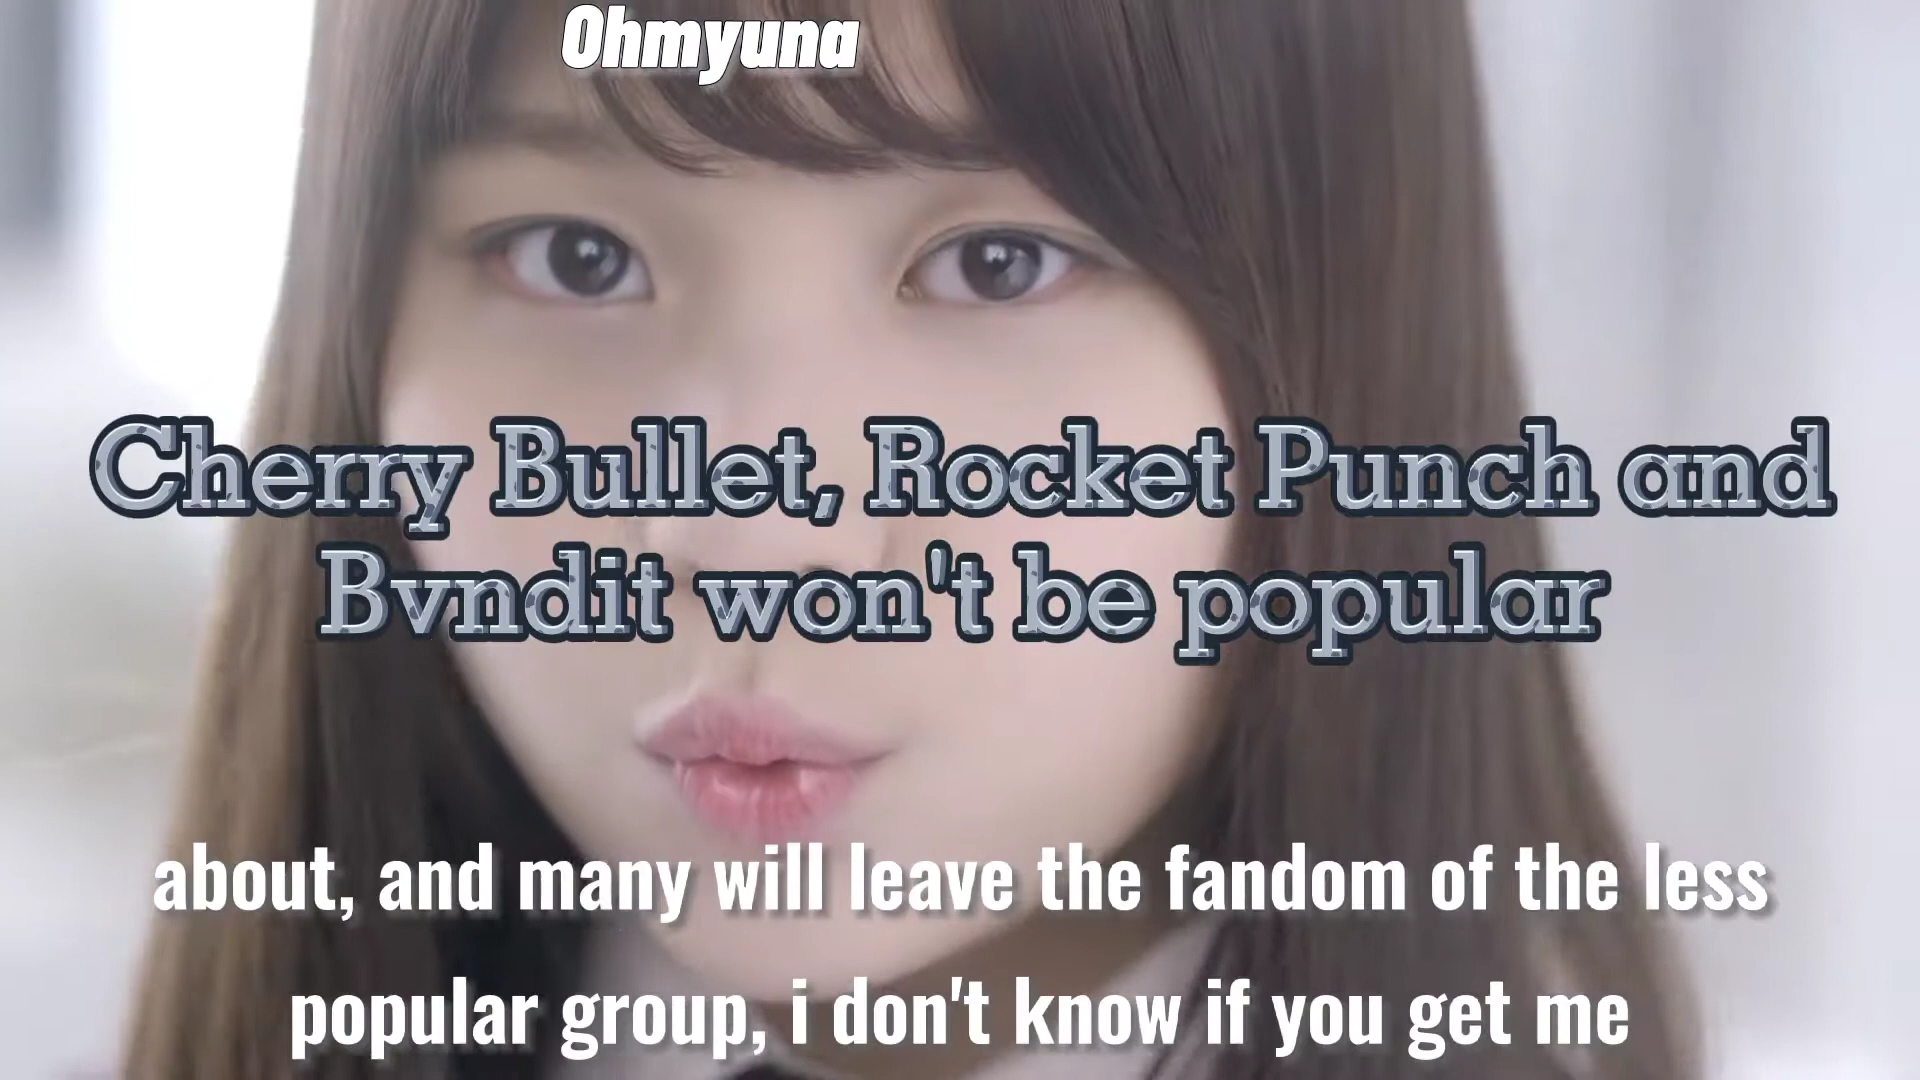 Ohmyuna
Cherry Bullet, Rocket Punch and
Bvndit won't be popular
about, and many will leave the fandom of the less
popular group, i don't know if you get me